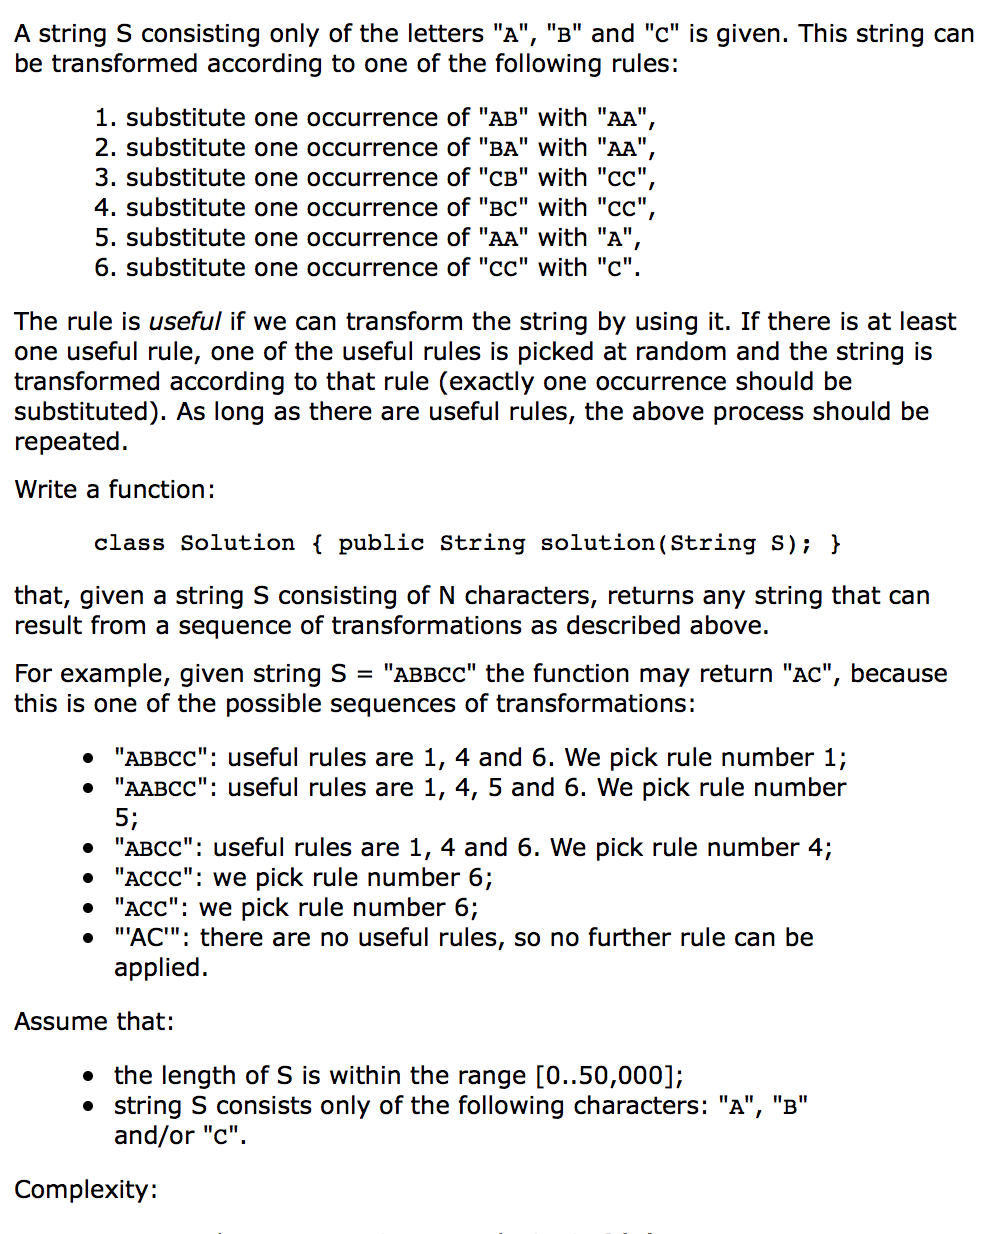 A string S consisting only of the letters "A", "B" and "C" is given. This string can
be transformed according to one of the following rules:
1. substitute one occurrence of "AB" with "AA",
2. substitute one occurrence of "BA" with "AA",
3. substitute one occurrence of "CB" with "CC",
4. substitute one occurrence of "BC" with "CC",
5. substitute one occurrence of "AA" with "A",
6. substitute one occurrence of "CC" with "C".
The rule is useful if we can transform the string by using it. If there is at least
one useful rule, one of the useful rules is picked at random and the string is
transformed according to that rule (exactly one occurrence should be
substituted). As long as there are useful rules, the above process should be
repeated.
Write a function:
class Solution { public String solution(String S); }
that, given a string S consisting of N characters, returns any string that can
result from a sequence of transformations as described above.
For example, given string S = "ABBCC" the function may return "AC", because
this is one of the possible sequences of transformations:
• "ABBCC": useful rules are 1, 4 and 6. We pick rule number 1;
• "AABCC": useful rules are 1, 4, 5 and 6. We pick rule number
5;
• "ABCC": useful rules are 1, 4 and 6. We pick rule number 4;
• "ACCC": we pick rule number 6;
• "ACC": we pick rule number 6;
• "'AC'": there are no useful rules, so no further rule can be
applied.
Assume that:
• the length of S is within the range [0..50,000];
• string S consists only of the following characters: "A", "B"
and/or "C".
Complexity: